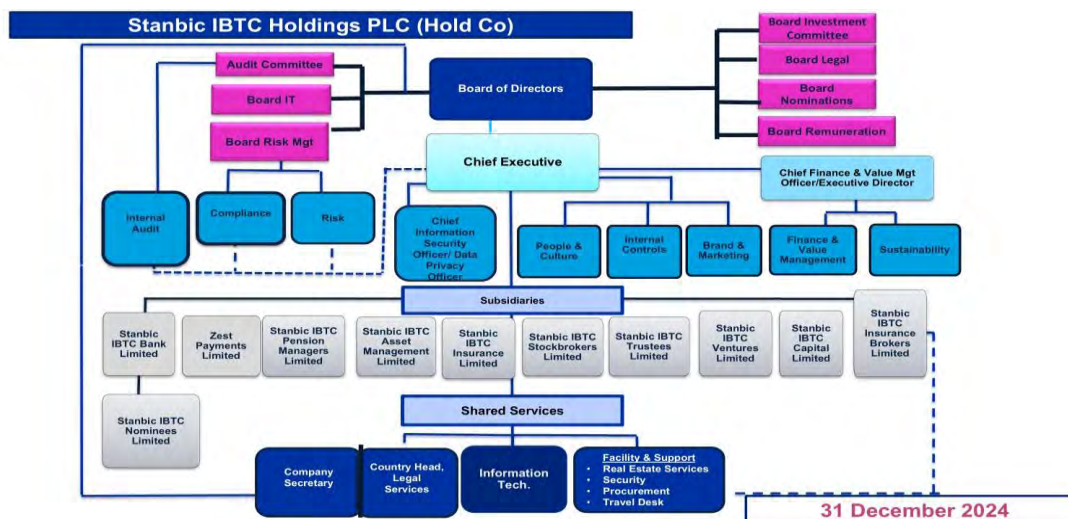 Stanbic IBTC Holdings PLC (Hold Co)
Audit Committee
Board IT
Board Risk Mgt
Board of Directors
Board Investment
Committee
Board Legal
Board
Nominations
Board Remuneration
Chief Executive
Chief Finance & Value Mgt
Officer/Executive Director
Internal
Audit
Compliance
Risk
Chief
Information
Security
Officer/ Data
Privacy
Officer
People &
Culture
Internal
Controls
Brand &
Marketing
Finance &
Value
Management
Sustainability
Subsidiaries
Stanbic
IBTC Bank
Limited
Zest
Payments
Limited
Stanbic IBTC
Pension
Managers
Limited
Stanbic IBTC
Asset
Management
Limited
Stanbic
IBTC
Insurance
Limited
Stanbic IBTC
Stockbrokers
Limited
Stanbic
IBTC
Trustees
Limited
Stanbic
IBTC
Ventures
Limited
Stanbic
IBTC
Capital
Limited
Stanbic
IBTC
Insurance
Brokers
Limited
Stanbic IBTC
Nominees
Limited
Shared Services
Company
Secretary
Country Head,
Legal
Services
Information
Tech.
Facility & Support
• Real Estate Services
• Security
• Procurement
• Travel Desk
31 December 2024